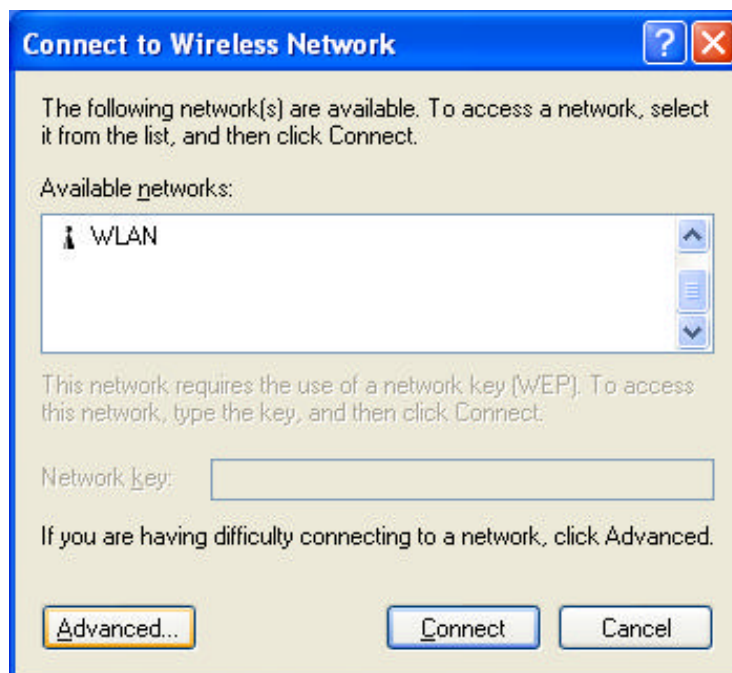 Connect to Wireless Network
The following network(s) are available. To access a network, select
it from the list, and then click Connect.
Available networks:
WLAN
This network requires the use of a network key (WEP). To access
this network, type the key, and then click Connect.
Network key:
If you are having difficulty connecting to a network, click Advanced.
Advanced... Connect Cancel